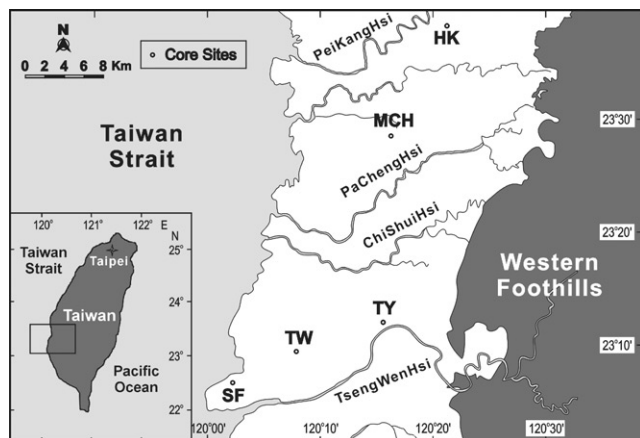 N
0 2 4 6 8 Km
Core Sites
PeiKangHsi
HK
Taiwan
Strait
MCH
23°30'
PaChengHsi
ChiShuiHsi
23°20'
Western
Foothills
TY
TW
23°10'
TsengWenHsi
SF
120°00'
120°10'
120°20'
120°30'
120°
121°
122°
E
N
Taiwan
Strait
25°
Taipei
24°
Taiwan
23°
Pacific
Ocean
22°